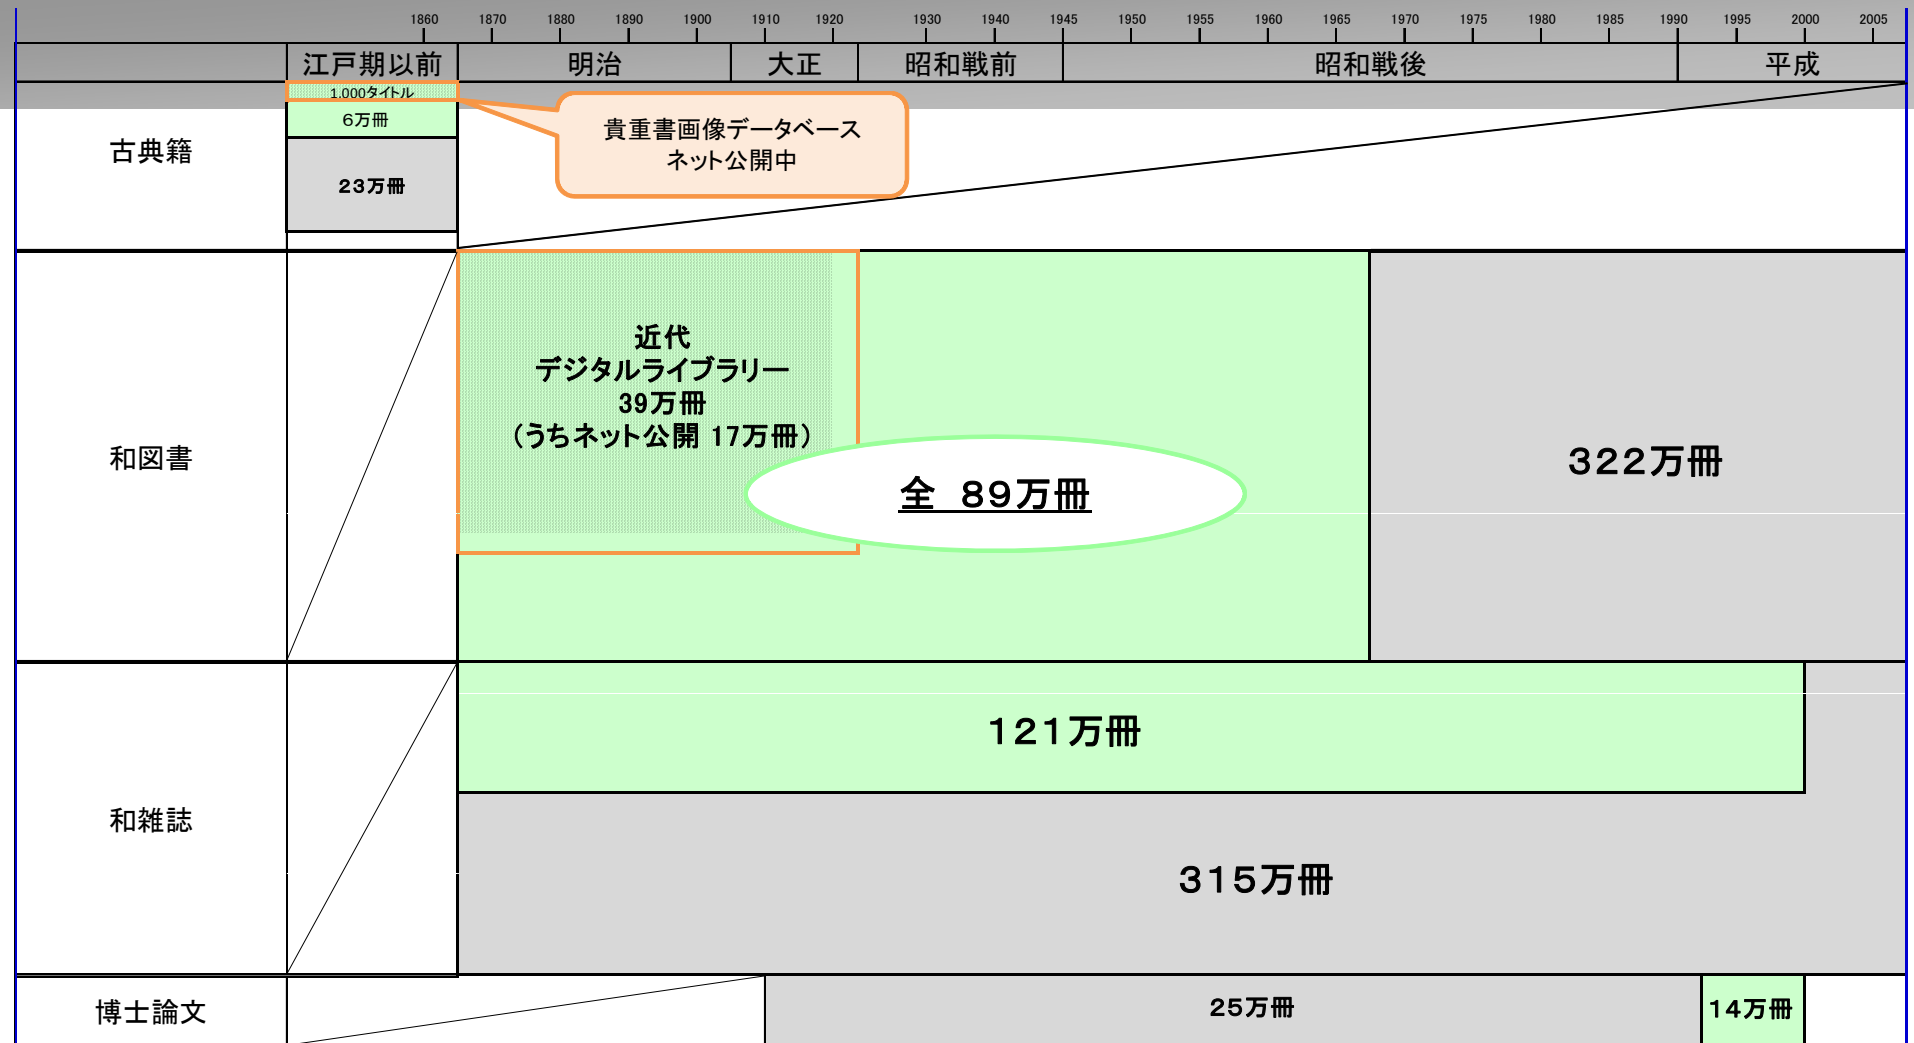 1860 1870 1880 1890 1900 1910 1920 1930 1940 1945 1950 1955 1960 1965 1970 1975 1980 1985 1990 1995 2000 2005
江戸期以前 明治 大正 昭和戦前 昭和戦後 平成
古典籍
1.000タイトル
6万冊
23万冊
貴重書画像データベース
ネット公開中
和図書
近代
デジタルライブラリー
39万冊
（うちネット公開 17万冊）
全 89万冊
322万冊
和雑誌
121万冊
315万冊
博士論文
25万冊
14万冊